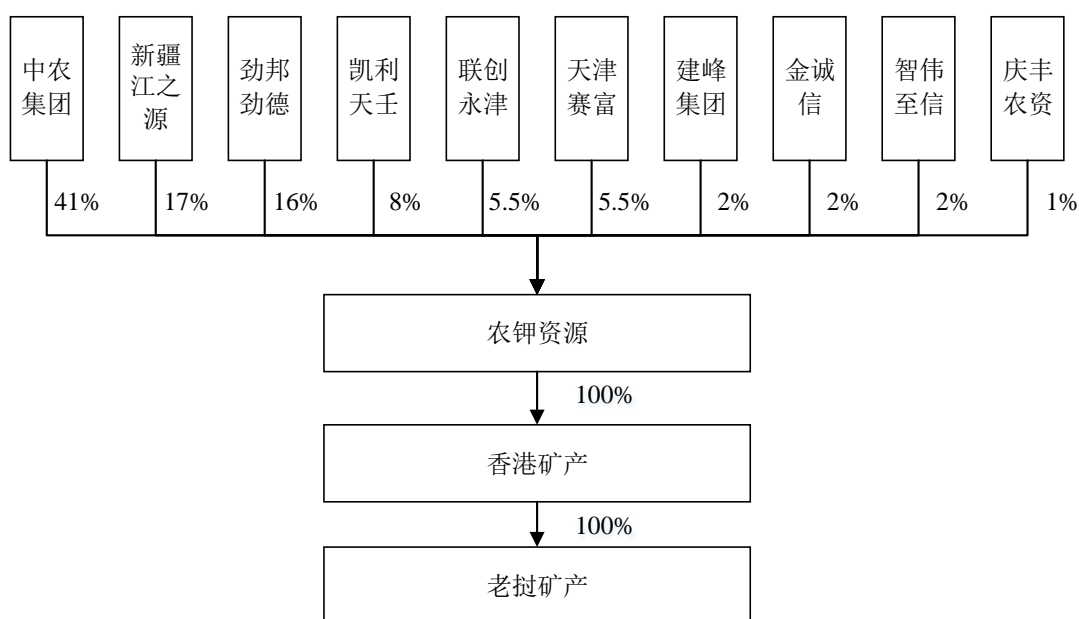 中农
集团
新疆
江之
源
劲邦
劲德
凯利
天壬
联创
永津
天津
赛富
建峰
集团
金诚
信
智伟
至信
庆丰
农资
41%
17%
16%
8%
5.5%
5.5%
2%
2%
2%
1%
农钾资源
100%
香港矿产
100%
老挝矿产